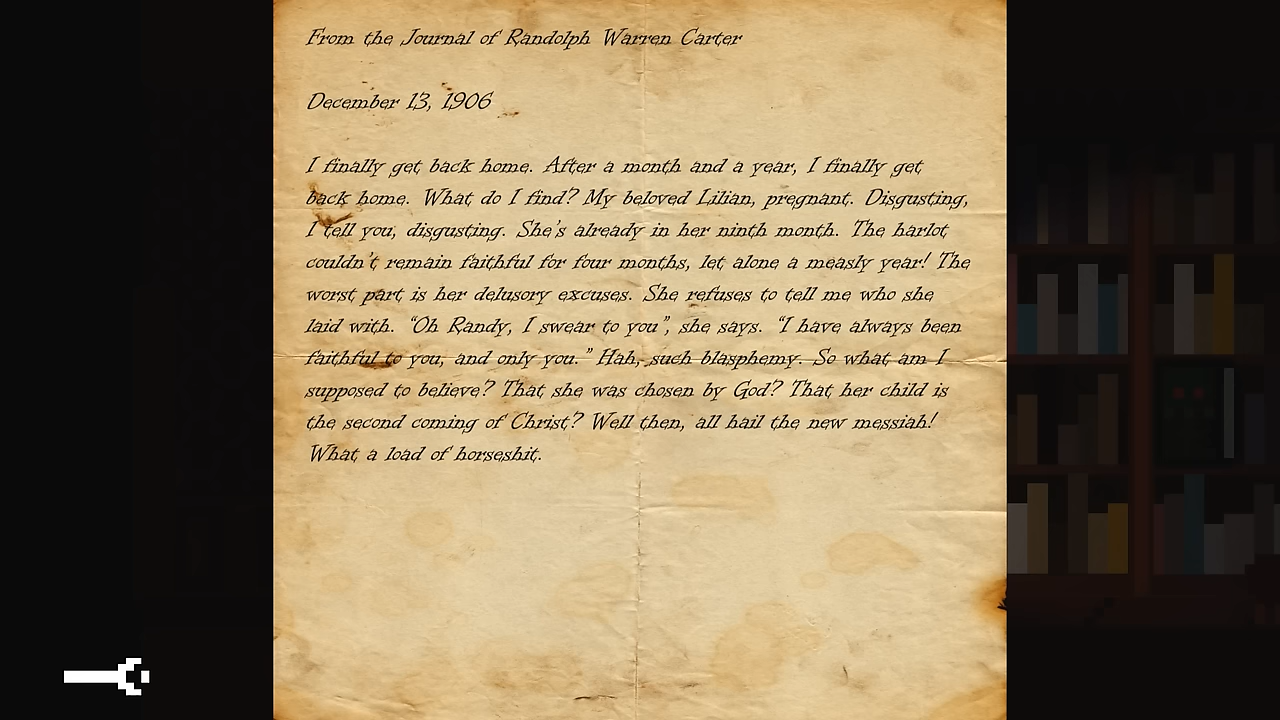 From the Journal of Randolph Warren Carter
December 13, 1906
I finally get back home. After a month and a year, I finally get
back home. What do I find? My beloved Lilian, pregnant. Disgusting,
I tell you, disgusting. She's already in her ninth month. The harlot
couldn't remain faithful for four months, let alone a measly year! The
worst part is her delusory excuses. She refuses to tell me who she
laid with. "Oh Randy, I swear to you", she says. "I have always been
faithful to you, and only you." Hah, such blasphemy. So what am I
supposed to believe? That she was chosen by God? That her child is
the second coming of Christ? Well then, all hail the new messiah!
What a load of horseshit.